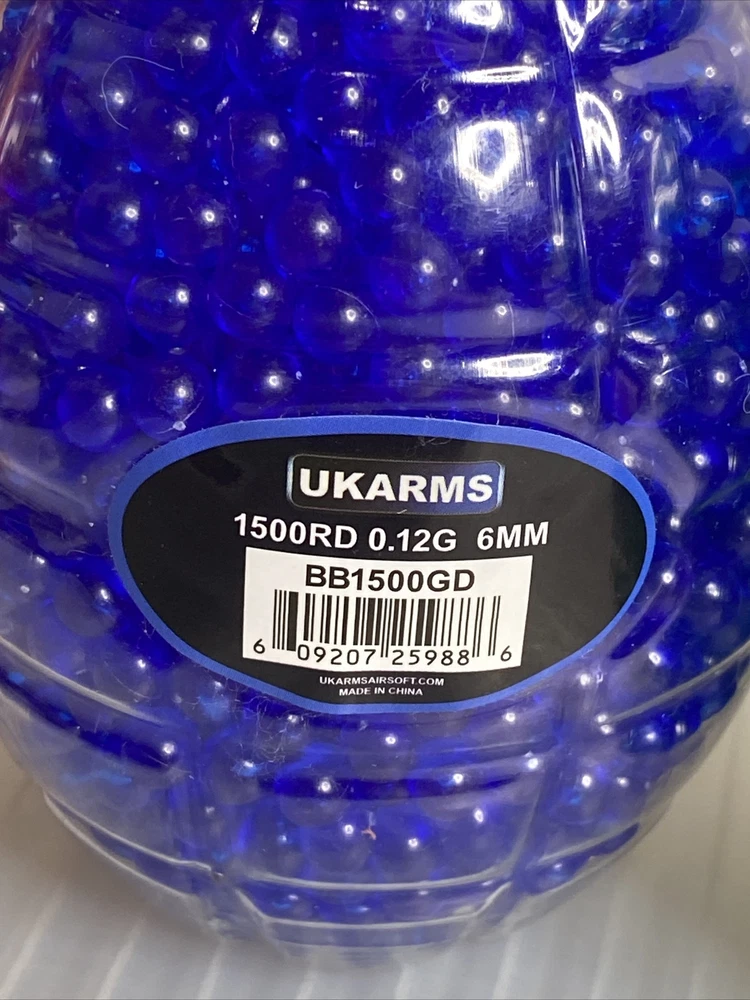 UKARMS
1500RD 0.12G 6MM
BB1500GD
6 09207 25988 6
UKARMSAIRSOFT.COM
MADE IN CHINA